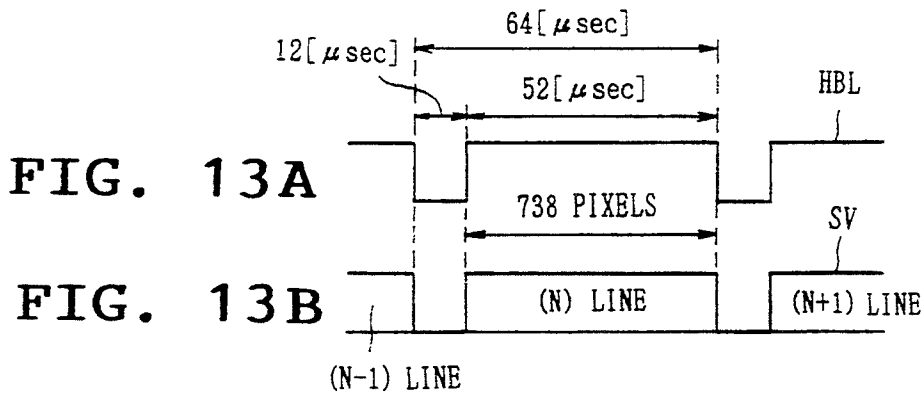 64[μsec]
12[μsec]
52[μsec]
HBL
FIG. 13A
738 PIXELS
SV
FIG. 13B
(N) LINE
(N+1) LINE
(N-1) LINE